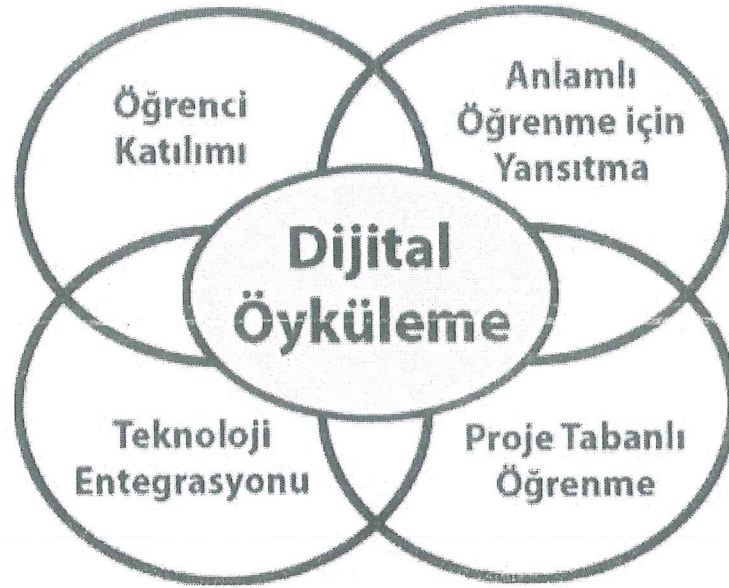 Öğrenci
Katılımı
Anlamlı
Öğrenme için
Yansıtma
Dijital
Öyküleme
Teknoloji
Entegrasyonu
Proje Tabanlı
Öğrenme